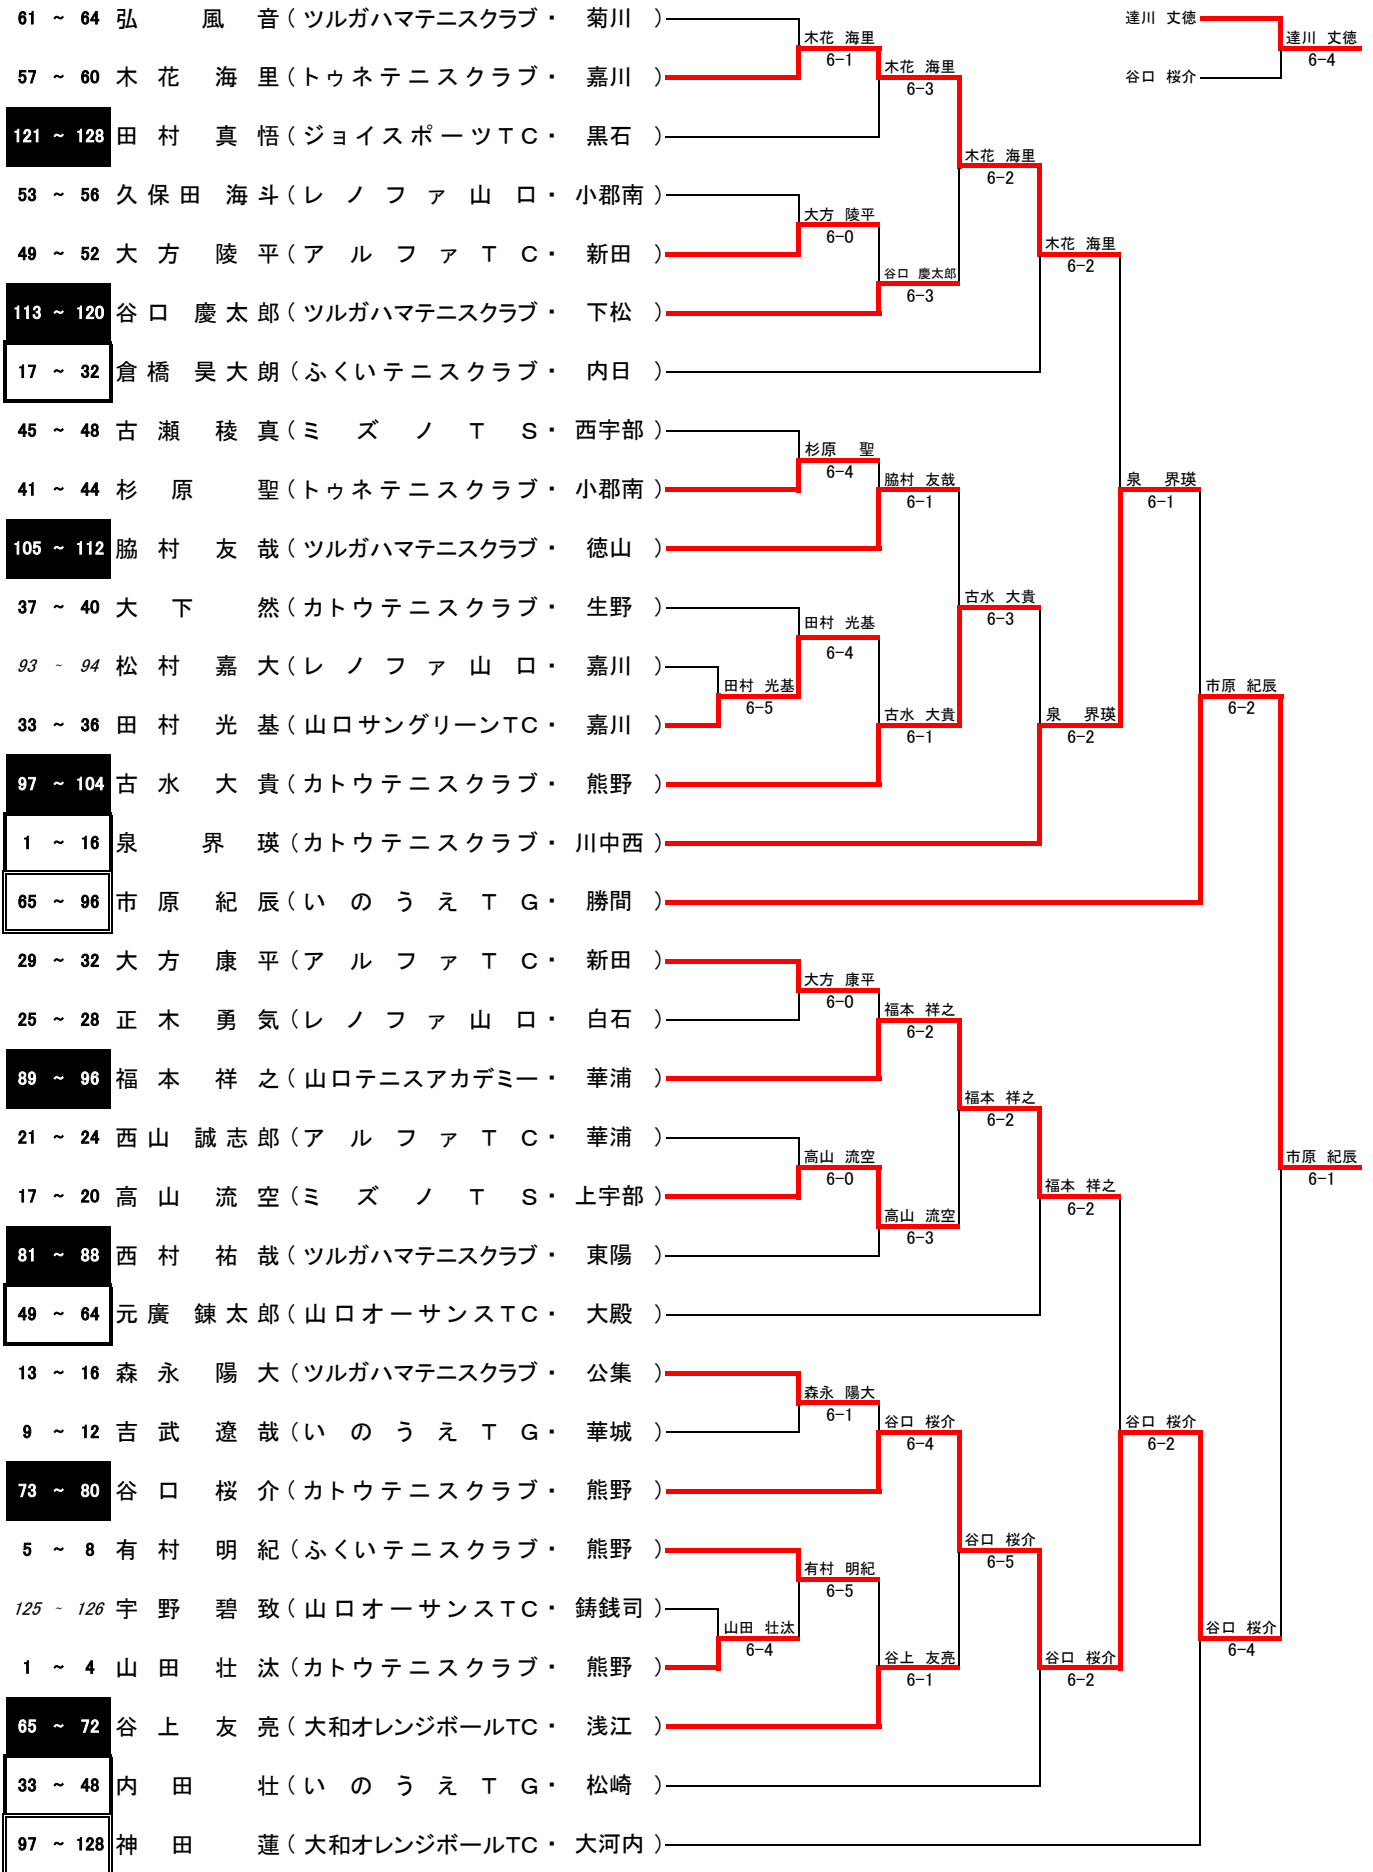 61 ~ 64 弘 風 音 ( ツルガハマテニスクラブ ・ 菊川 )
57 ~ 60 木 花 海 里 ( トゥネテニスクラブ ・ 嘉川 )
121 ~ 128 田 村 真 悟 ( ジョイスポーツTC ・ 黒石 )
53 ~ 56 久 保 田 海 斗 ( レノファ山口 ・ 小郡南 )
49 ~ 52 大 方 陵 平 ( アルファTC ・ 新田 )
113 ~ 120 谷 口 慶 太 郎 ( ツルガハマテニスクラブ ・ 下松 )
17 ~ 32 倉 橋 昊 大 朗 ( ふくいテニスクラブ ・ 内日 )
45 ~ 48 古 瀬 稜 真 ( ミズノTS ・ 西宇部 )
41 ~ 44 杉 原 聖 ( トゥネテニスクラブ ・ 小郡南 )
105 ~ 112 脇 村 友 哉 ( ツルガハマテニスクラブ ・ 徳山 )
37 ~ 40 大 下 然 ( カトウテニスクラブ ・ 生野 )
93 ~ 94 松 村 嘉 大 ( レノファ山口 ・ 嘉川 )
33 ~ 36 田 村 光 基 ( 山口サングリーンTC ・ 嘉川 )
97 ~ 104 古 水 大 貴 ( カトウテニスクラブ ・ 熊野 )
1 ~ 16 泉 界 瑛 ( カトウテニスクラブ ・ 川中西 )
65 ~ 96 市 原 紀 辰 ( いのうえTG ・ 勝間 )
29 ~ 32 大 方 康 平 ( アルファTC ・ 新田 )
25 ~ 28 正 木 勇 気 ( レノファ山口 ・ 白石 )
89 ~ 96 福 本 祥 之 ( 山口テニスアカデミー ・ 華浦 )
21 ~ 24 西 山 誠 志 郎 ( アルファTC ・ 華浦 )
17 ~ 20 高 山 流 空 ( ミズノTS ・ 上宇部 )
81 ~ 88 西 村 祐 哉 ( ツルガハマテニスクラブ ・ 東陽 )
49 ~ 64 元 廣 錬 太 郎 ( 山口オーサンスTC ・ 大殿 )
13 ~ 16 森 永 陽 大 ( ツルガハマテニスクラブ ・ 公集 )
9 ~ 12 吉 武 遼 哉 ( いのうえTG ・ 華城 )
73 ~ 80 谷 口 桜 介 ( カトウテニスクラブ ・ 熊野 )
5 ~ 8 有 村 明 紀 ( ふくいテニスクラブ ・ 熊野 )
125 ~ 126 宇 野 碧 致 ( 山口オーサンスTC ・ 鋳銭司 )
1 ~ 4 山 田 壮 汰 ( カトウテニスクラブ ・ 熊野 )
65 ~ 72 谷 上 友 亮 ( 大和オレンジボールTC ・ 浅江 )
33 ~ 48 内 田 壮 ( いのうえTG ・ 松崎 )
97 ~ 128 神 田 蓮 ( 大和オレンジボールTC ・ 大河内 )
田村 光基
6-5
山田 壮汰
6-4
木花 海里
6-1
大方 陵平
6-0
杉原 聖
6-4
田村 光基
6-4
大方 康平
6-0
高山 流空
6-0
森永 陽大
6-1
有村 明紀
6-5
木花 海里
6-3
谷口 慶太郎
6-3
脇村 友哉
6-1
古水 大貴
6-1
福本 祥之
6-2
高山 流空
6-3
谷口 桜介
6-4
谷上 友亮
6-1
木花 海里
6-2
古水 大貴
6-3
福本 祥之
6-2
谷口 桜介
6-5
木花 海里
6-2
泉 界瑛
6-2
福本 祥之
6-2
谷口 桜介
6-2
泉 界瑛
6-1
谷口 桜介
6-2
市原 紀辰
6-2
谷口 桜介
6-4
市原 紀辰
6-1
達川 丈徳
谷口 桜介
達川 丈徳
6-4